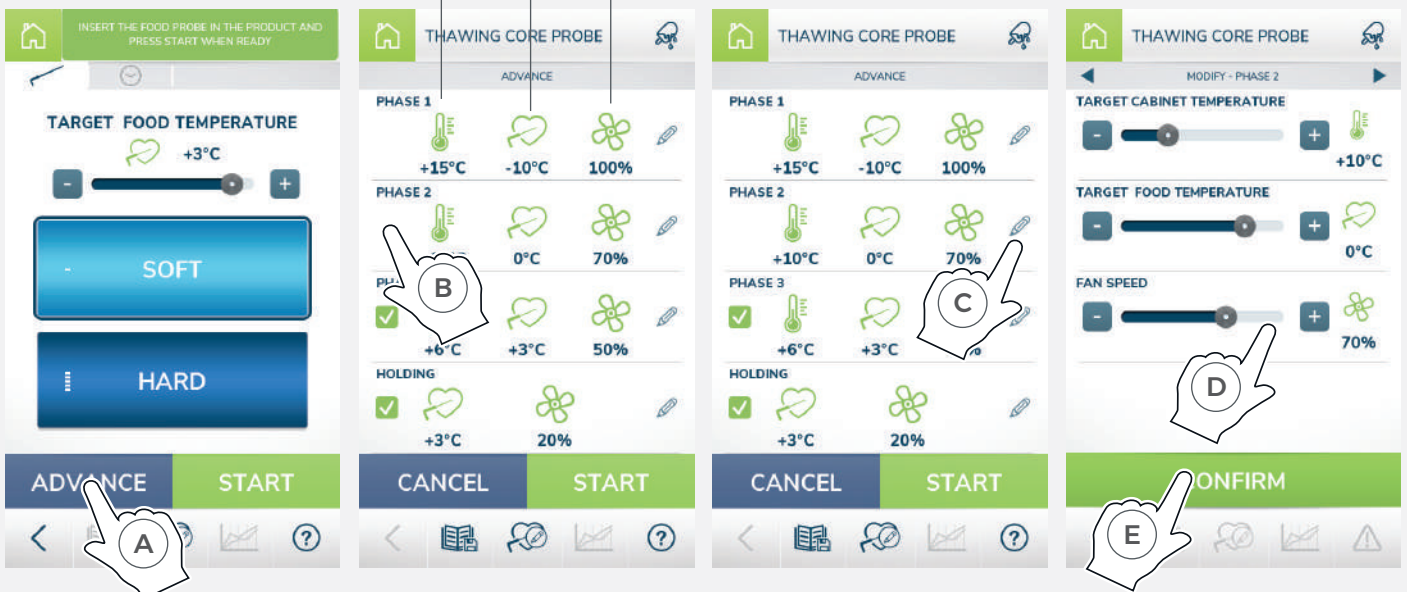 INSERT THE FOOD PROBE IN THE PRODUCT AND
PRESS START WHEN READY
TARGET FOOD TEMPERATURE
+3°C
-
+
- SOFT
HARD
ADVANCE
START
A
?
THAWING CORE PROBE
ADVANCE
PHASE 1
+15°C
-10°C
100%
PHASE 2
0°C
70%
B
+6°C
+3°C
50%
HOLDING
+3°C
20%
CANCEL
START
?
THAWING CORE PROBE
ADVANCE
PHASE 1
+15°C
-10°C
100%
PHASE 2
+10°C
0°C
70%
PHASE 3
C
+6°C
+3°C
HOLDING
+3°C
20%
CANCEL
START
?
THAWING CORE PROBE
MODIFY - PHASE 2
TARGET CABINET TEMPERATURE
-
+
+10°C
TARGET FOOD TEMPERATURE
-
+
0°C
FAN SPEED
-
+
70%
D
CONFIRM
E